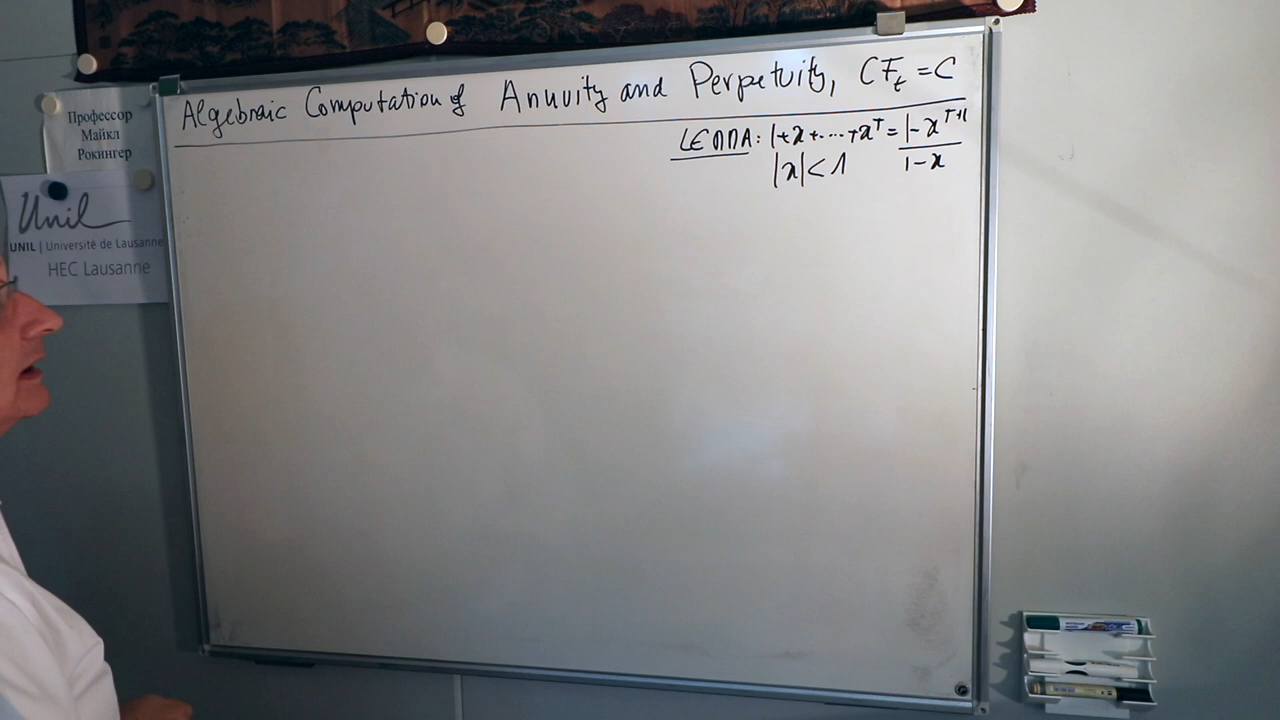 Algebraic Computation of Annuity and Perpetuity, CF_t = C
LEMMA: 1+x+....+x^T = \frac{1-x^{T+1}}{1-x}
|x| < 1
Профессор
Майкл
Рокингер
Unil
UNIL | Université de Lausanne
HEC Lausanne